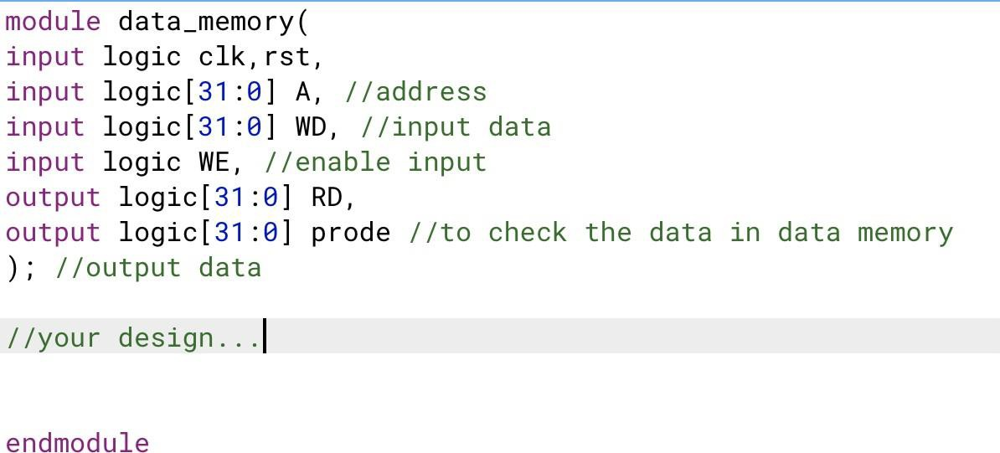 module data_memory(
input logic clk,rst,
input logic[31:0] A, //address
input logic[31:0] WD, //input data
input logic WE, //enable input
output logic[31:0] RD,
output logic[31:0] prode //to check the data in data memory
); //output data
//your design...
endmodule